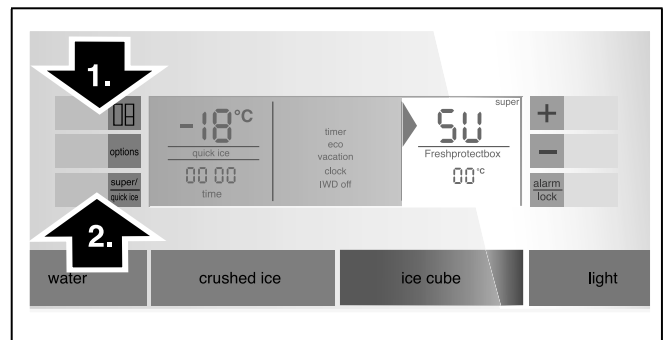 1.
super
-18°C
SU
+
options
timer
quick ice
eco
Freshprotectbox
−
vacation
super/
quick ice
00 00
clock
00°C
alarm
lock
time
IWD off
2.
water
crushed ice
ice cube
light